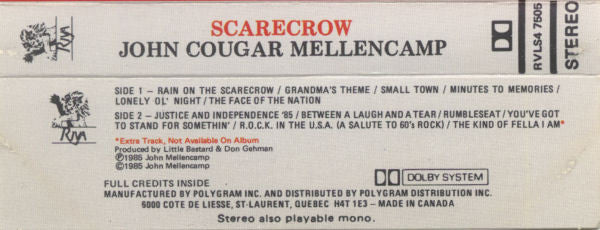 Riva
SCARECROW
JOHN COUGAR MELLENCAMP
RVLS4 7505
STEREO
SIDE 1 – RAIN ON THE SCARECROW / GRANDMA'S THEME / SMALL TOWN / MINUTES TO MEMORIES /
LONELY OL' NIGHT / THE FACE OF THE NATION
Riva
SIDE 2 – JUSTICE AND INDEPENDENCE '85 / BETWEEN A LAUGH AND A TEAR / RUMBLESEAT / YOU'VE GOT
TO STAND FOR SOMETHIN' / R.O.C.K. IN THE U.S.A. (A SALUTE TO 60's ROCK) / THE KIND OF FELLA I AM*
*Extra Track, Not Available On Album
Produced by Little Bastard & Don Gehman
℗1985 John Mellencamp
©1985 John Mellencamp
FULL CREDITS INSIDE
DOLBY SYSTEM
MANUFACTURED BY POLYGRAM INC. AND DISTRIBUTED BY POLYGRAM DISTRIBUTION INC.
6000 COTE DE LIESSE, ST-LAURENT, QUEBEC H4T 1E3 – MADE IN CANADA
Stereo also playable mono.